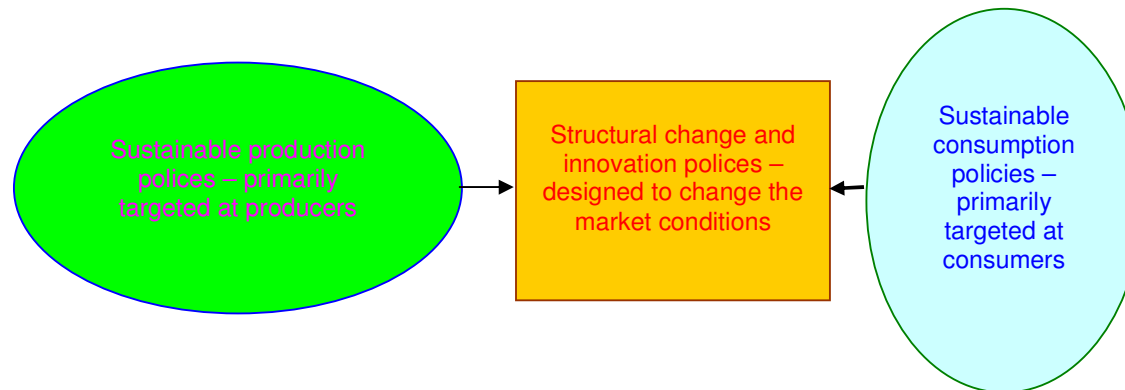 Sustainable production
polices – primarily
targeted at producers
Structural change and
innovation polices –
designed to change the
market conditions
Sustainable
consumption
policies –
primarily
targeted at
consumers